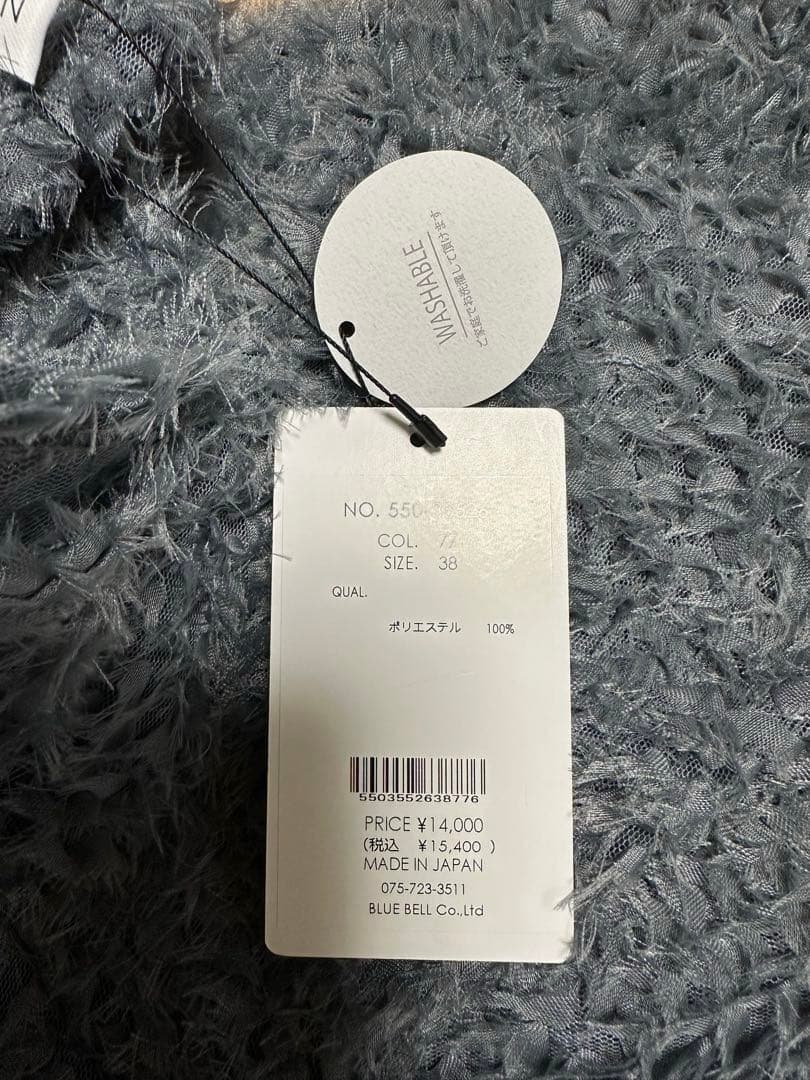 WASHABLE
ご家庭でお洗濯して頂けます
NO. 550
COL. 77
SIZE. 38
QUAL.
ポリエステル 100%
5503552638776
PRICE ¥14,000
(税込 ¥15,400 )
MADE IN JAPAN
075-723-3511
BLUE BELL Co.,Ltd